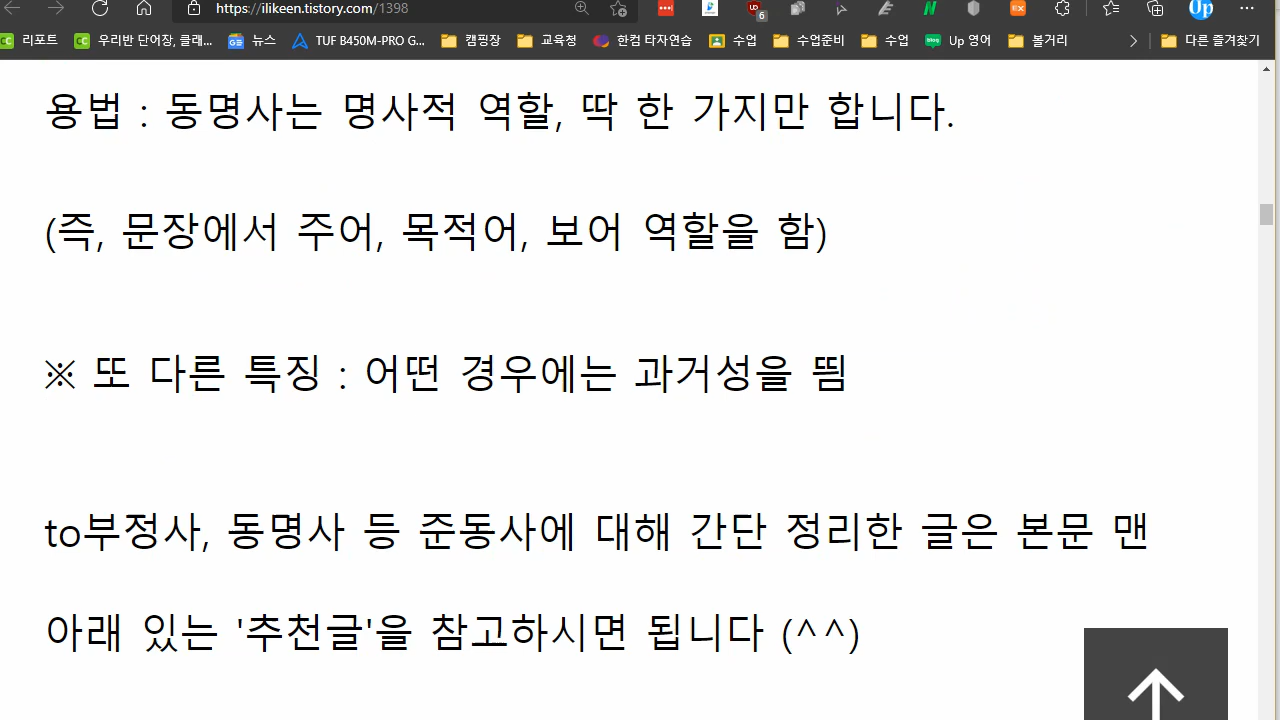 https://ilikeen.tistory.com/1398
6
Up
리포트 우리반 단어장, 클래... 뉴스 TUF B450M-PRO G... 캠핑장 교육청 한컴 타자연습 수업 수업준비 수업 Up 영어 볼거리 다른 즐겨찾기
용법 : 동명사는 명사적 역할, 딱 한 가지만 합니다.
(즉, 문장에서 주어, 목적어, 보어 역할을 함)
※ 또 다른 특징 : 어떤 경우에는 과거성을 띔
to부정사, 동명사 등 준동사에 대해 간단 정리한 글은 본문 맨
아래 있는 '추천글'을 참고하시면 됩니다 (^^)